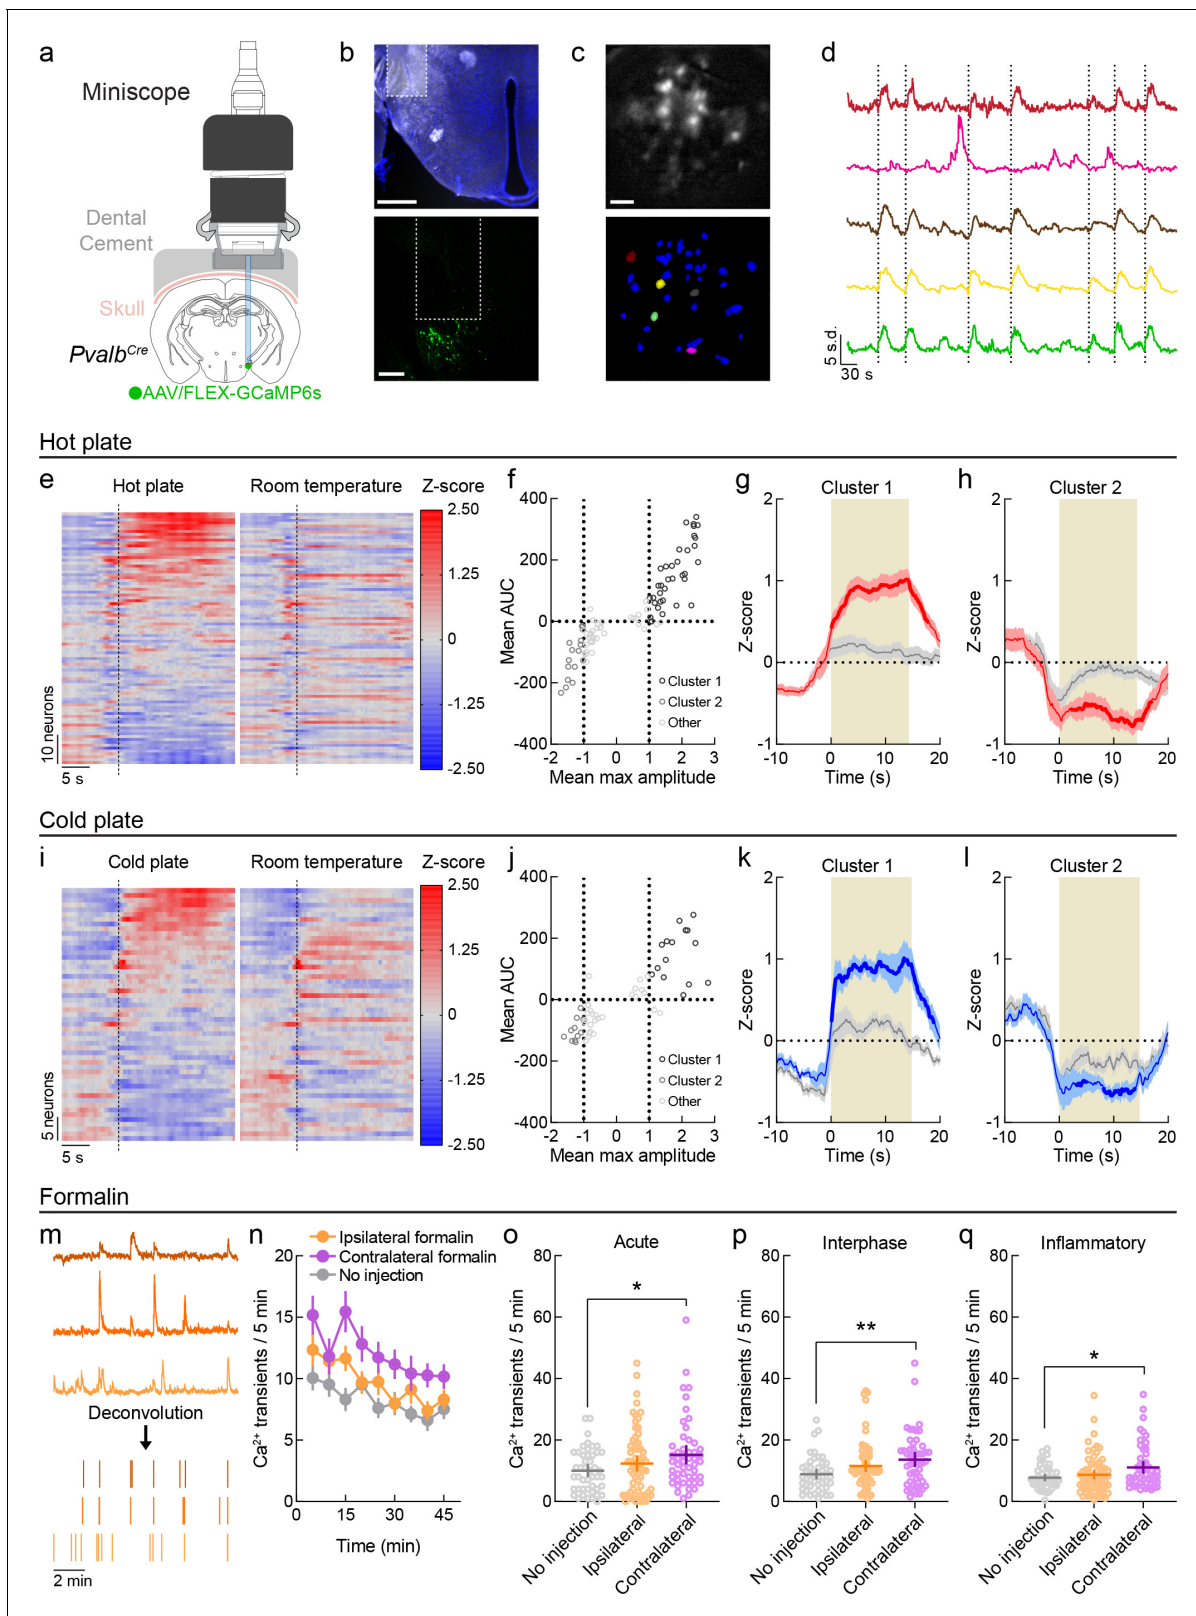 a
Miniscope
Dental
Cement
Skull
Pvalb^Cre
AAV/FLEX-GCaMP6s
b
c
d
5 s.d.
30 s
Hot plate
e
Hot plate
Room temperature
Z-score
2.50
1.25
0
-1.25
-2.50
10 neurons
5 s
f
400
200
0
-200
-400
Mean AUC
Cluster 1
Cluster 2
Other
-2 -1 0 1 2 3
Mean max amplitude
g
Cluster 1
2
1
0
-1
Z-score
-10 0 10 20
Time (s)
h
Cluster 2
2
1
0
-1
Z-score
-10 0 10 20
Time (s)
Cold plate
i
Cold plate
Room temperature
Z-score
2.50
1.25
0
-1.25
-2.50
5 neurons
5 s
j
400
200
0
-200
-400
Mean AUC
Cluster 1
Cluster 2
Other
-2 -1 0 1 2 3
Mean max amplitude
k
Cluster 1
2
1
0
-1
Z-score
-10 0 10 20
Time (s)
l
Cluster 2
2
1
0
-1
Z-score
-10 0 10 20
Time (s)
Formalin
m
Deconvolution
2 min
n
Ipsilateral formalin
Contralateral formalin
No injection
20
15
10
5
0
Ca²⁺ transients / 5 min
0 15 30 45
Time (min)
o
Acute
80
60
40
20
0
Ca²⁺ transients / 5 min
*
No injection
Ipsilateral
Contralateral
p
Interphase
80
60
40
20
0
Ca²⁺ transients / 5 min
**
No injection
Ipsilateral
Contralateral
q
Inflammatory
80
60
40
20
0
Ca²⁺ transients / 5 min
*
No injection
Ipsilateral
Contralateral